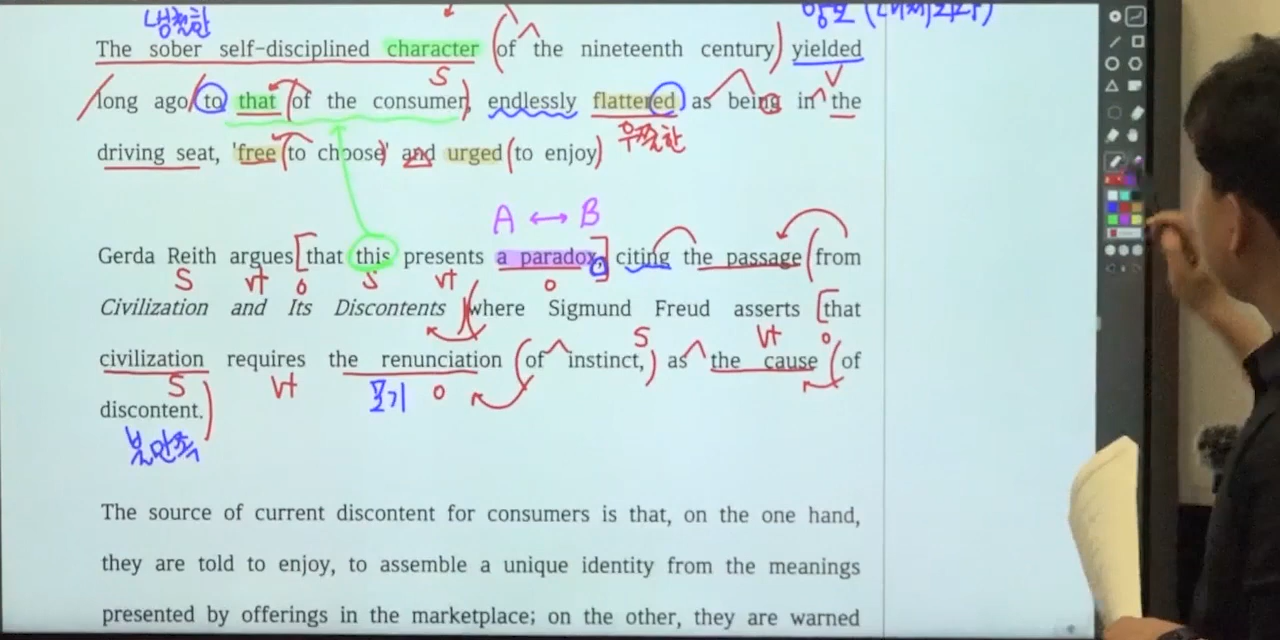 냉철한
The sober self-disciplined character (of the nineteenth century) yielded
S V
long ago to that (of the consumer), endlessly flattered as being in the
우쭐한
driving seat, 'free (to choose)' and urged (to enjoy)
A ↔ B
Gerda Reith argues [that this presents a paradox,] citing the passage (from
S vt o S vt o
Civilization and Its Discontents (where Sigmund Freud asserts [that
S vt o
civilization requires the renunciation (of instinct,) as the cause (of
S vt 포기 o
discontent.)
불만족
The source of current discontent for consumers is that, on the one hand,
they are told to enjoy, to assemble a unique identity from the meanings
presented by offerings in the marketplace; on the other, they are warned